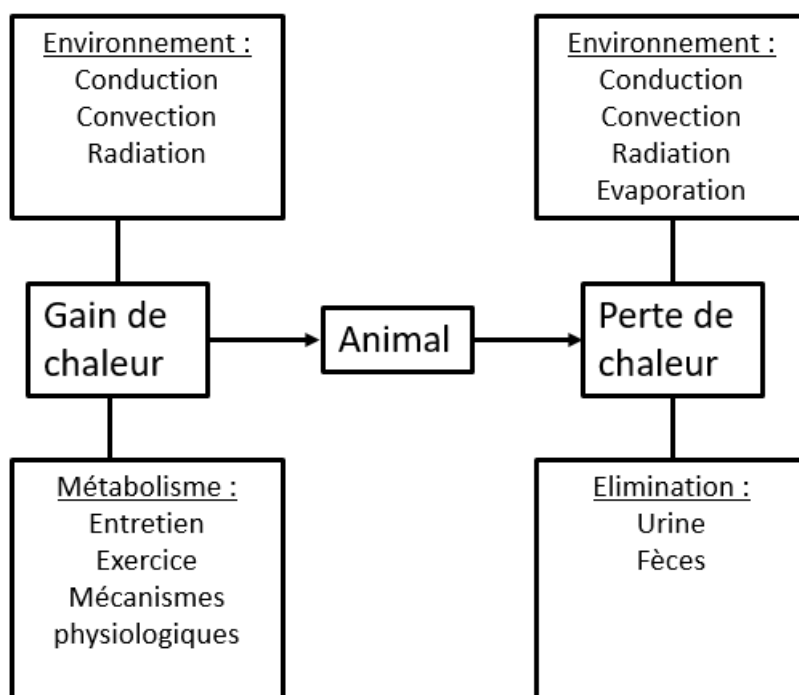 Environnement :
Conduction
Convection
Radiation
Environnement :
Conduction
Convection
Radiation
Evaporation
Gain de
chaleur
Animal
Perte de
chaleur
Métabolisme :
Entretien
Exercice
Mécanismes
physiologiques
Elimination :
Urine
Fèces